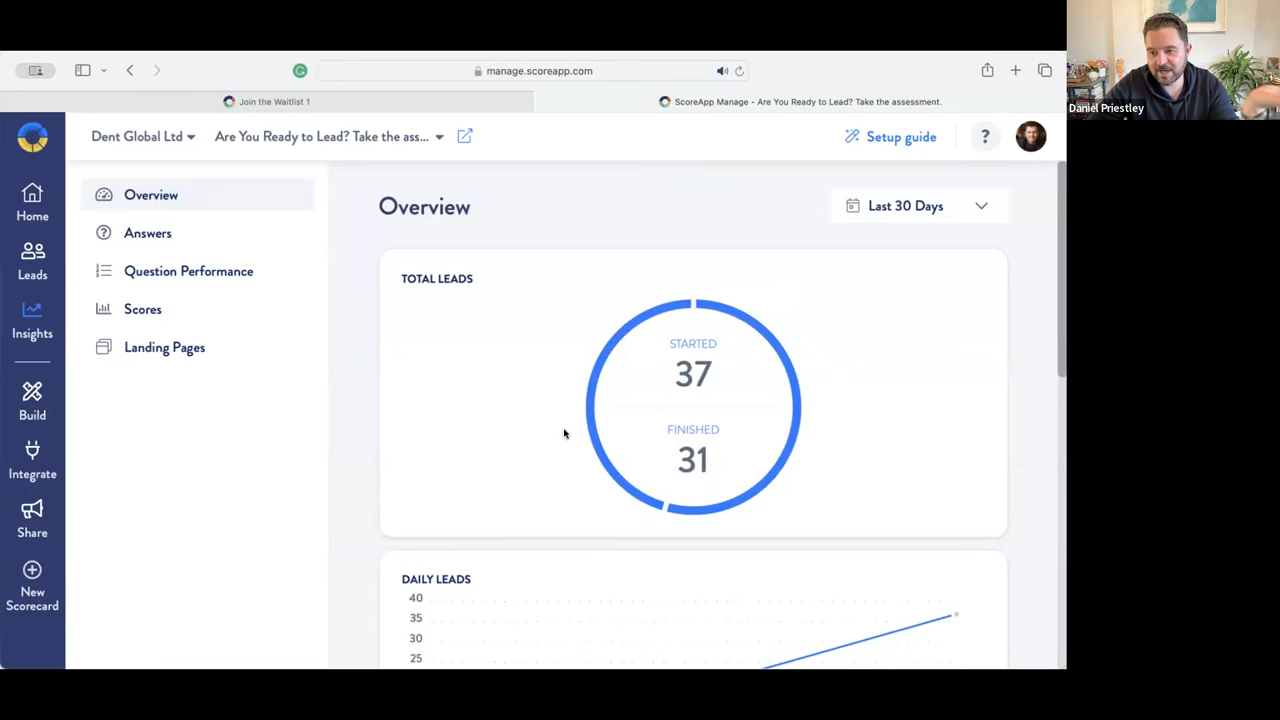 manage.scoreapp.com
Join the Waitlist 1
ScoreApp Manage - Are You Ready to Lead? Take the assessment.
Daniel Priestley
Dent Global Ltd
Are You Ready to Lead? Take the ass...
Setup guide
?
Home
Leads
Insights
Build
Integrate
Share
New
Scorecard
Overview
Answers
Question Performance
Scores
Landing Pages
Overview
Last 30 Days
TOTAL LEADS
STARTED
37
FINISHED
31
DAILY LEADS
40
35
30
25